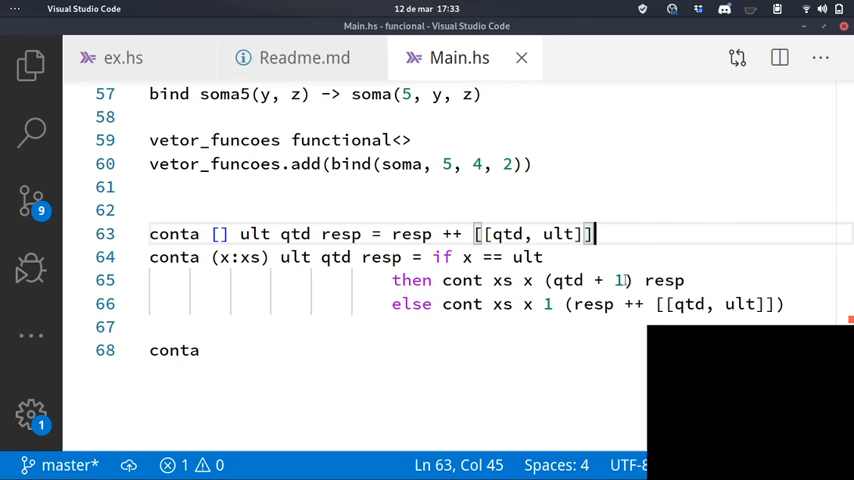 Visual Studio Code
12 de mar 17:33
Main.hs - funcional - Visual Studio Code
ex.hs
Readme.md
Main.hs
57 bind soma5(y, z) -> soma(5, y, z)
58
59 vetor_funcoes functional<>
60 vetor_funcoes.add(bind(soma, 5, 4, 2))
61
62
63 conta [] ult qtd resp = resp ++ [[qtd, ult]]
64 conta (x:xs) ult qtd resp = if x == ult
65 then cont xs x (qtd + 1) resp
66 else cont xs x 1 (resp ++ [[qtd, ult]])
67
68 conta
9
1
master*
1
0
Ln 63, Col 45
Spaces: 4
UTF-8